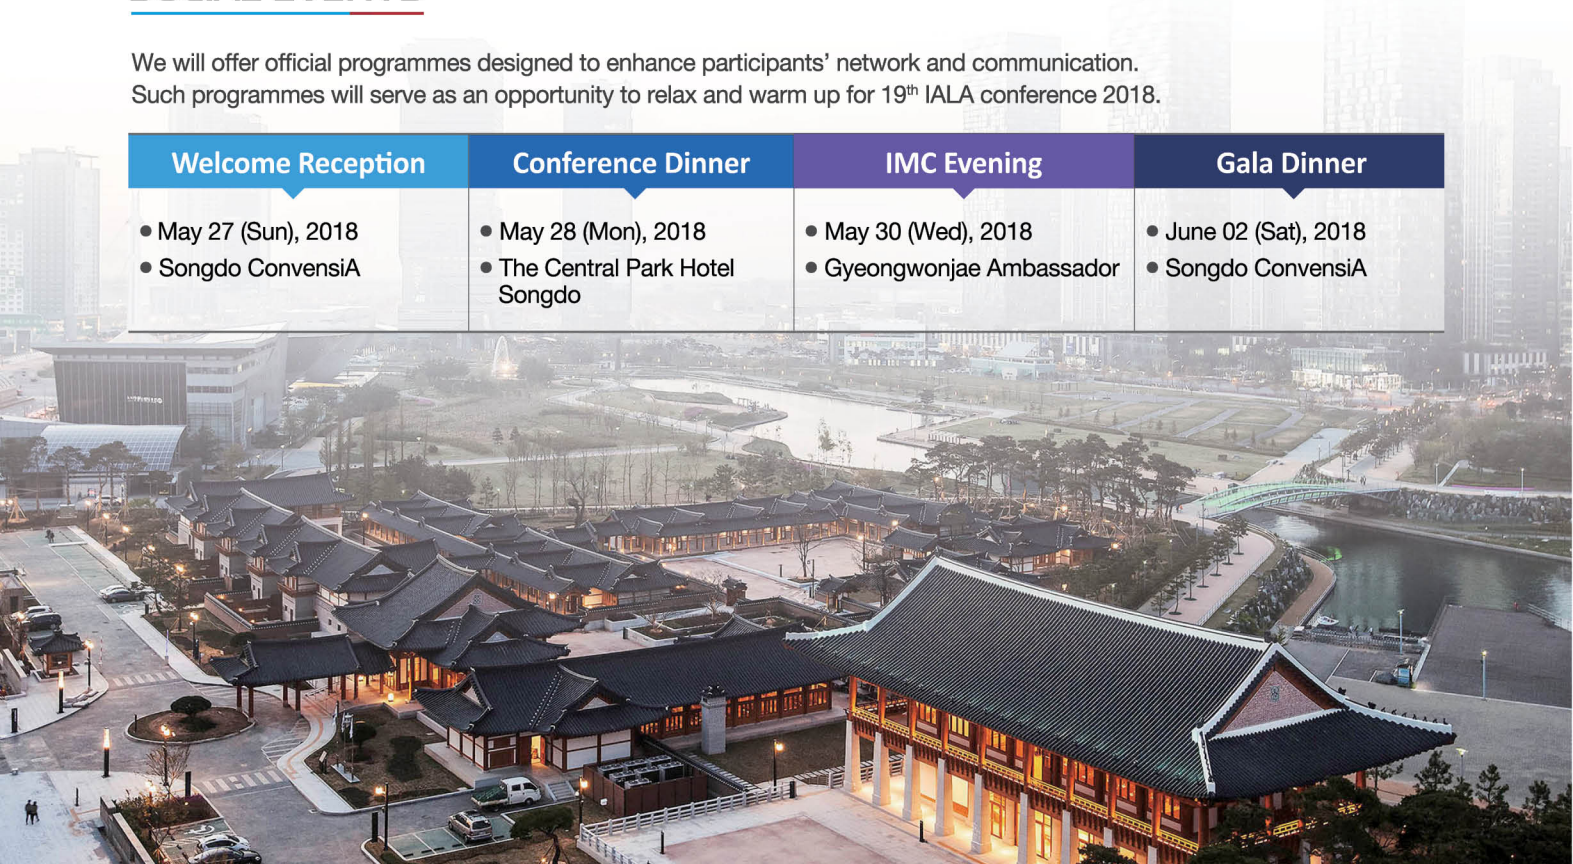 We will offer official programmes designed to enhance participants’ network and communication.
Such programmes will serve as an opportunity to relax and warm up for 19th IALA conference 2018.
Welcome Reception
• May 27 (Sun), 2018
• Songdo ConvensiA
Conference Dinner
• May 28 (Mon), 2018
• The Central Park Hotel
Songdo
IMC Evening
• May 30 (Wed), 2018
• Gyeongwonjae Ambassador
Gala Dinner
• June 02 (Sat), 2018
• Songdo ConvensiA